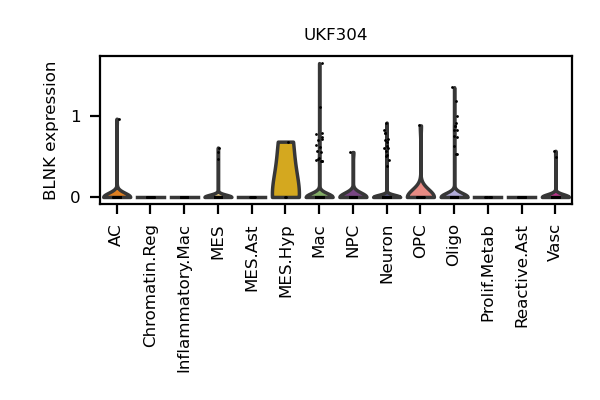 UKF304
BLNK expression
1
0
AC
Chromatin.Reg
Inflammatory.Mac
MES
MES.Ast
MES.Hyp
Mac
NPC
Neuron
OPC
Oligo
Prolif.Metab
Reactive.Ast
Vasc